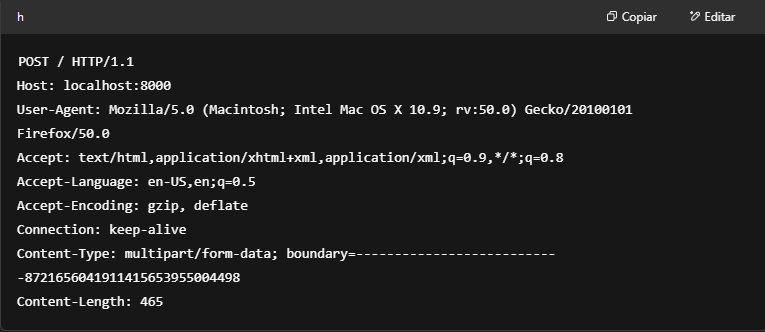 h
Copiar
Editar
POST / HTTP/1.1
Host: localhost:8000
User-Agent: Mozilla/5.0 (Macintosh; Intel Mac OS X 10.9; rv:50.0) Gecko/20100101
Firefox/50.0
Accept: text/html,application/xhtml+xml,application/xml;q=0.9,*/*;q=0.8
Accept-Language: en-US,en;q=0.5
Accept-Encoding: gzip, deflate
Connection: keep-alive
Content-Type: multipart/form-data; boundary=--------------------------
-8721656041911415653955004498
Content-Length: 465